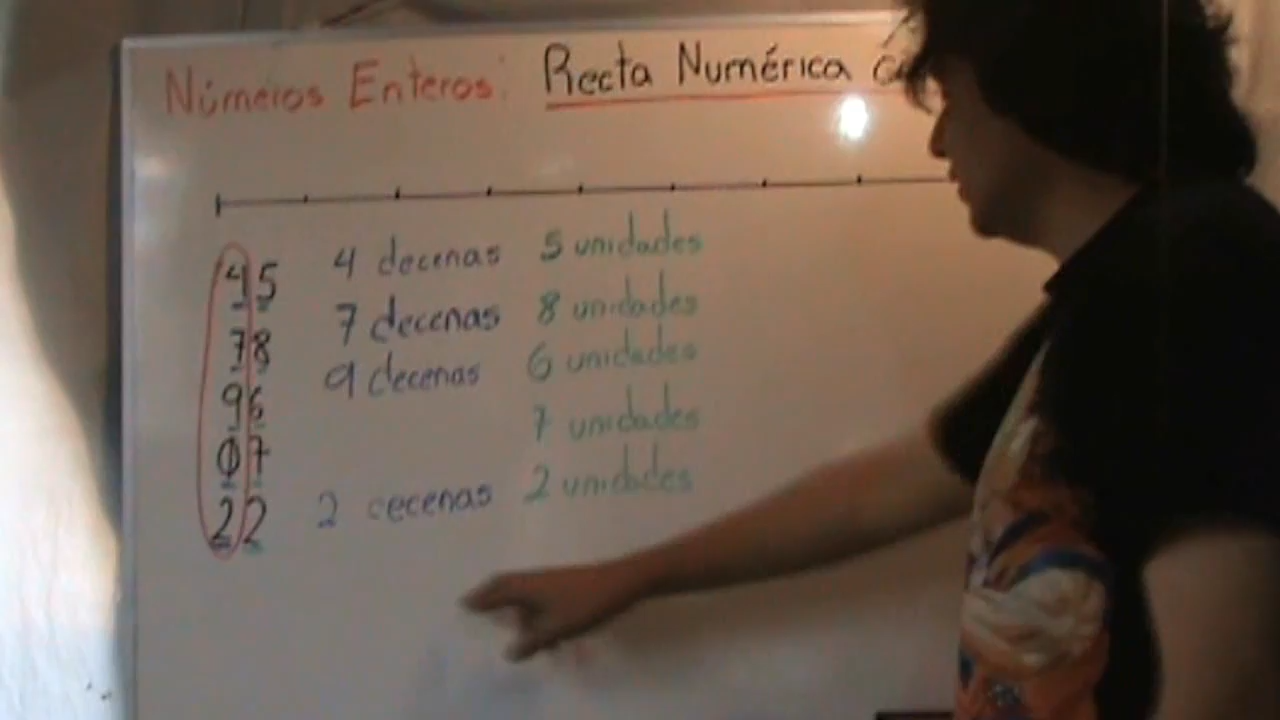 Números Enteros: Recta Numérica
45 4 decenas 5 unidades
78 7 decenas 8 unidades
96 9 decenas 6 unidades
07 7 unidades
22 2 cecenas 2 unidades